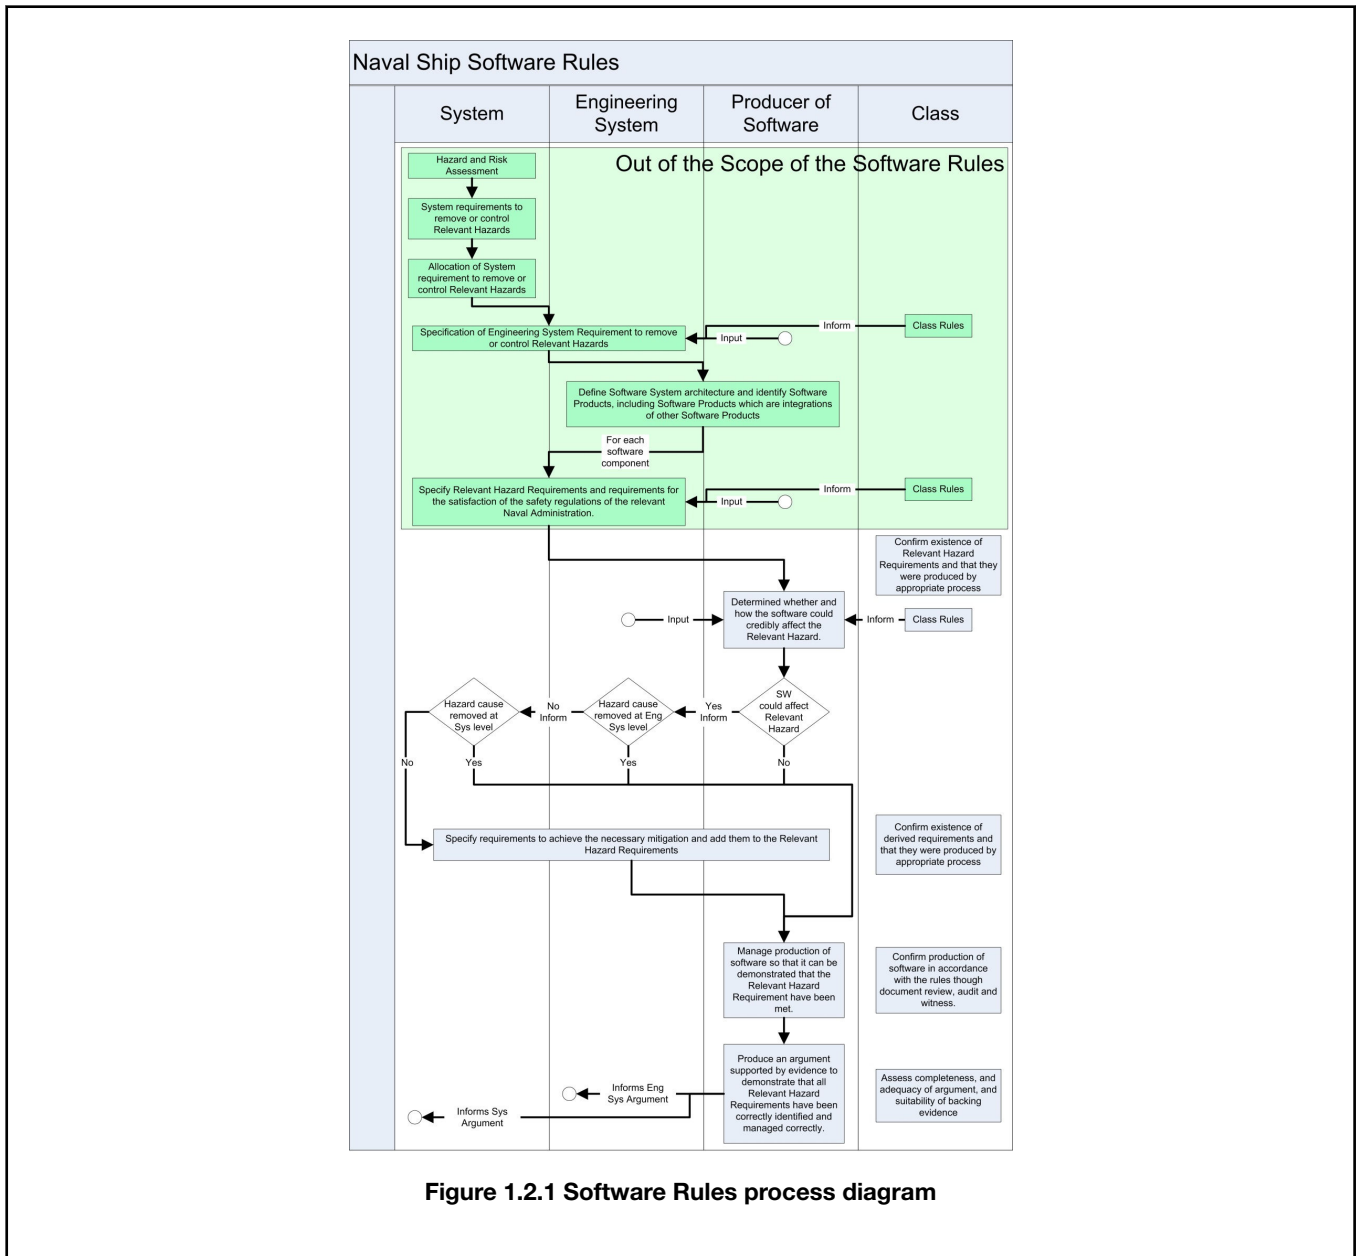 Naval Ship Software Rules
System
Engineering
System
Producer of
Software
Class
Out of the Scope of the Software Rules
Hazard and Risk
Assessment
System requirements to
remove or control
Relevant Hazards
Allocation of System
requirement to remove or
control Relevant Hazards
Specification of Engineering System Requirement to remove
or control Relevant Hazards
Input
Inform
Class Rules
Define Software System architecture and identify Software
Products, including Software Products which are integrations
of other Software Products
For each
software
component
Specify Relevant Hazard Requirements and requirements for
the satisfaction of the safety regulations of the relevant
Naval Administration.
Input
Inform
Class Rules
Confirm existence of
Relevant Hazard
Requirements and that they
were produced by
appropriate process
Input
Determined whether and
how the software could
credibly affect the
Relevant Hazard.
Inform
Class Rules
Hazard cause
removed at
Sys level
No
Inform
Hazard cause
removed at Eng
Sys level
Yes
Inform
SW
could affect
Relevant
Hazard
No
Yes
Yes
No
Specify requirements to achieve the necessary mitigation and add them to the Relevant
Hazard Requirements
Confirm existence of
derived requirements and
that they were produced by
appropriate process
Manage production of
software so that it can be
demonstrated that the
Relevant Hazard
Requirement have been
met.
Confirm production of
software in accordance
with the rules though
document review, audit and
witness.
Produce an argument
supported by evidence to
demonstrate that all
Relevant Hazard
Requirements have been
correctly identified and
managed correctly.
Informs Eng
Sys Argument
Informs Sys
Argument
Assess completeness, and
adequacy of argument, and
suitability of backing
evidence
Figure 1.2.1 Software Rules process diagram